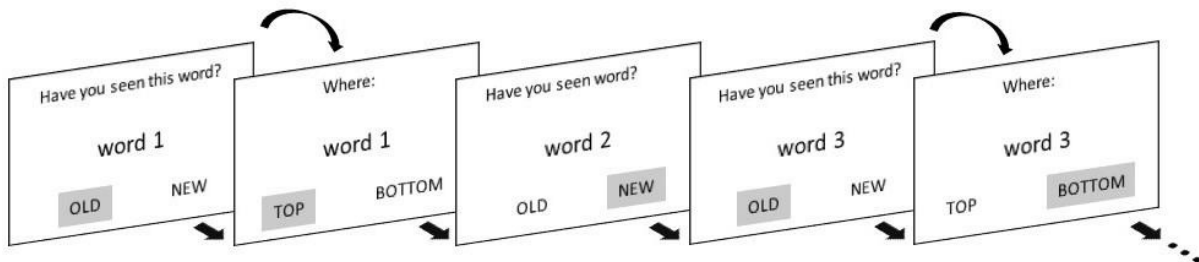 Have you seen this word?
word 1
OLD NEW
Where:
word 1
TOP BOTTOM
Have you seen word?
word 2
OLD NEW
Have you seen this word?
word 3
OLD NEW
Where:
word 3
TOP BOTTOM